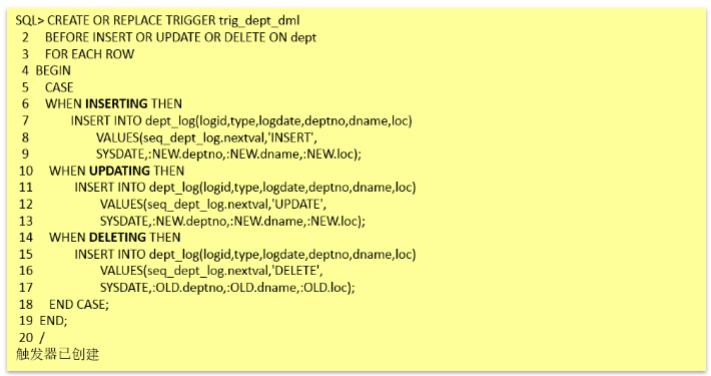 SQL> CREATE OR REPLACE TRIGGER trig_dept_dml
2 BEFORE INSERT OR UPDATE OR DELETE ON dept
3 FOR EACH ROW
4 BEGIN
5 CASE
6 WHEN INSERTING THEN
7 INSERT INTO dept_log(logid,type,logdate,deptno,dname,loc)
8 VALUES(seq_dept_log.nextval,'INSERT',
9 SYSDATE,:NEW.deptno,:NEW.dname,:NEW.loc);
10 WHEN UPDATING THEN
11 INSERT INTO dept_log(logid,type,logdate,deptno,dname,loc)
12 VALUES(seq_dept_log.nextval,'UPDATE',
13 SYSDATE,:NEW.deptno,:NEW.dname,:NEW.loc);
14 WHEN DELETING THEN
15 INSERT INTO dept_log(logid,type,logdate,deptno,dname,loc)
16 VALUES(seq_dept_log.nextval,'DELETE',
17 SYSDATE,:OLD.deptno,:OLD.dname,:OLD.loc);
18 END CASE;
19 END;
20 /
触发器已创建